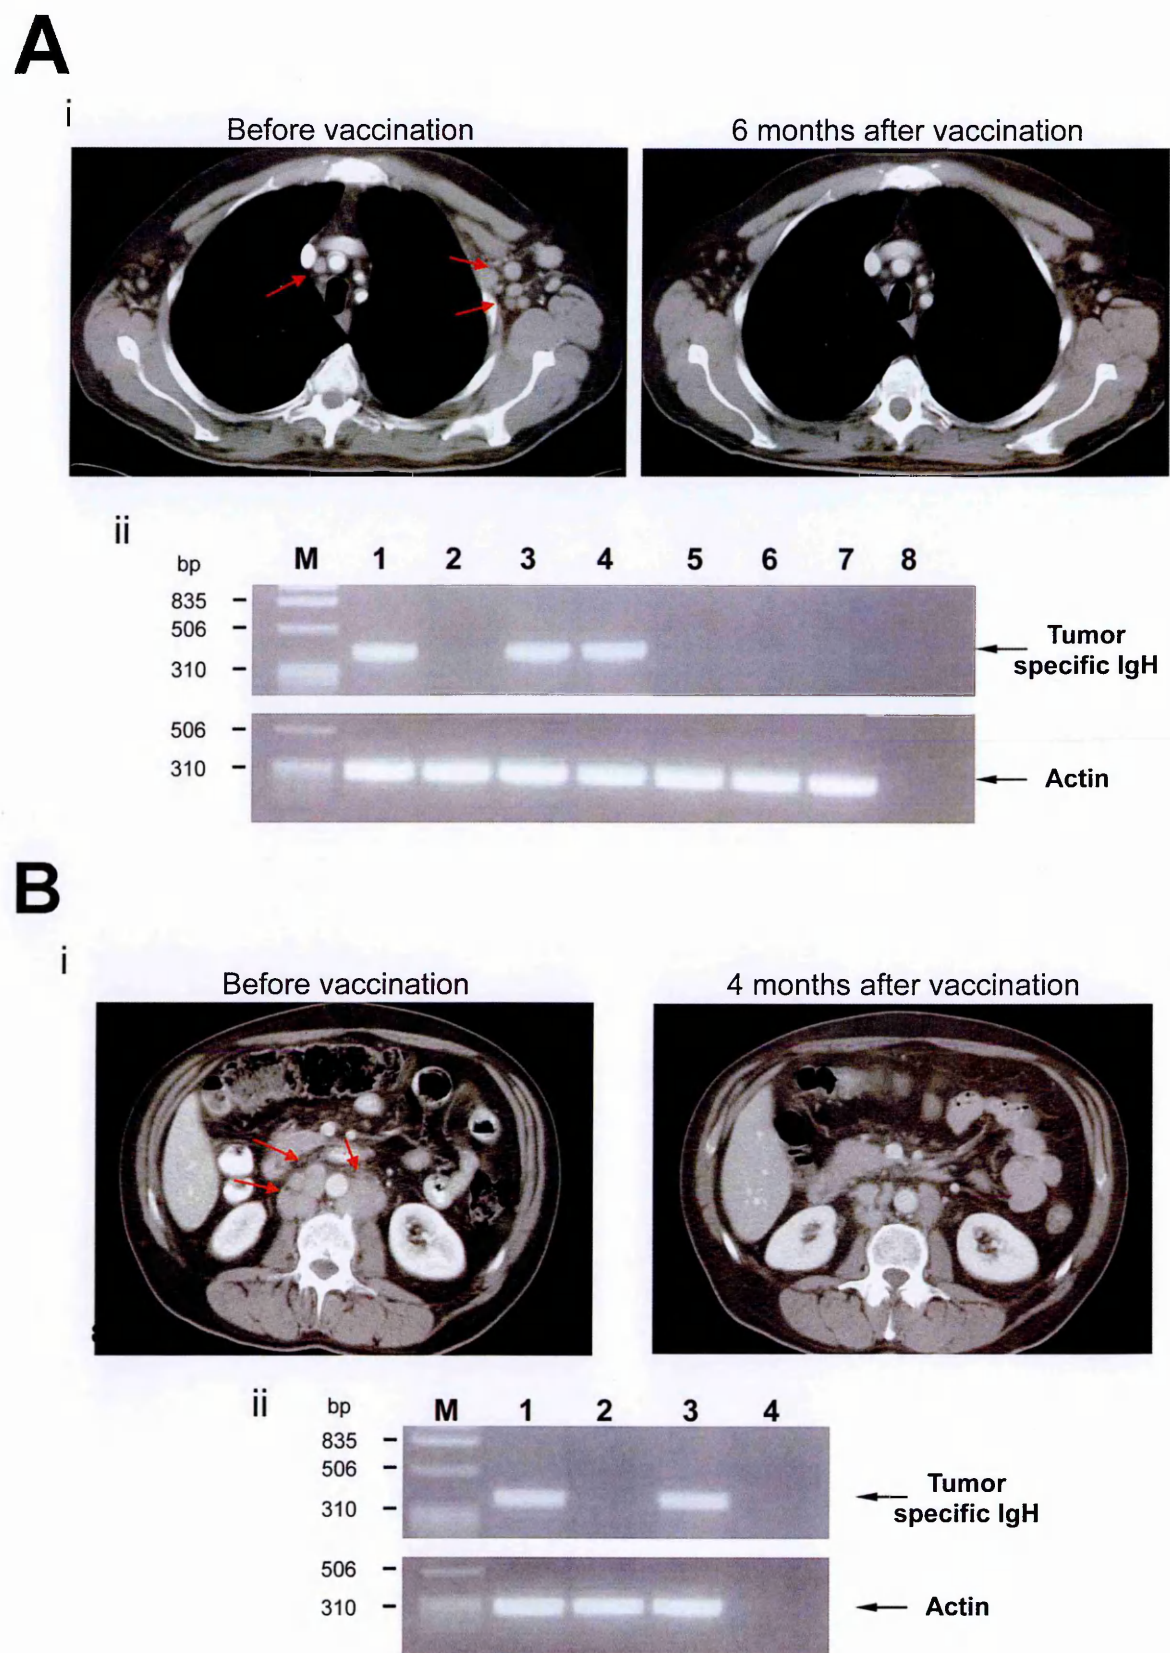 A
i
Before vaccination
6 months after vaccination
ii
bp M 1 2 3 4 5 6 7 8
835
506
310
Tumor
specific IgH
506
310
Actin
B
i
Before vaccination
4 months after vaccination
ii
bp M 1 2 3 4
835
506
310
Tumor
specific IgH
506
310
Actin